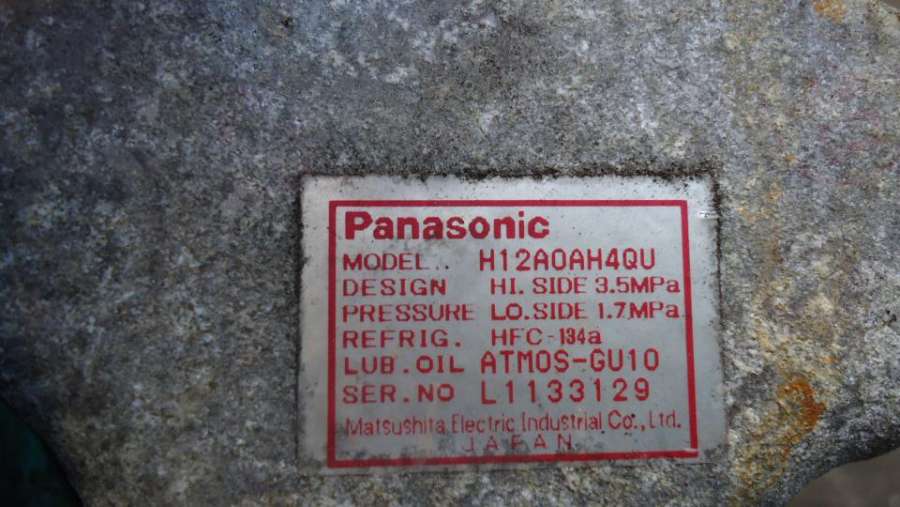 Panasonic
MODEL.. H12A0AH4QU
DESIGN HI. SIDE 3.5MPa
PRESSURE LO.SIDE 1.7MPa
REFRIG. HFC-134a
LUB.OIL ATMOS-GU10
SER.NO L1133129
Matsushita Electric Industrial Co., Ltd.
JAPAN